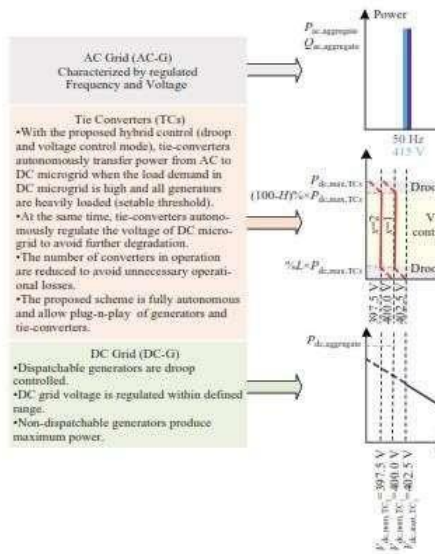 AC Grid (AC-G)
Characterized by regulated
Frequency and Voltage
Tie Converters (TCs)
•With the proposed hybrid control (droop
and voltage control mode), tie-converters
autonomously transfer power from AC to
DC microgrid when the load demand in
DC microgrid is high and all generators
are heavily loaded (setable threshold).
•At the same time, tie-converters autono-
mously regulate the voltage of DC micro-
grid to avoid further degradation.
•The number of converters in operation
are reduced to avoid unnecessary operati-
onal losses.
•The proposed scheme is fully autonomous
and allow plug-n-play of generators and
tie-converters.
DC Grid (DC-G)
•Dispatchable generators are droop
controlled.
•DC grid voltage is regulated within defined
range.
•Non-dispatchable generators produce
maximum power.
Power
Pac,aggregate
Qac,aggregate
50 Hz
415 V
Pdc,max,TCs
(100-H)%×Pdc,max,TCs
%L×Pdc,max,TCs
Droo
V
cont
Droo
x=2
x=1
397.5 V
400.0 V
402.5 V
Pdc,aggregate
=397.5 V
=400.0 V
=402.5 V